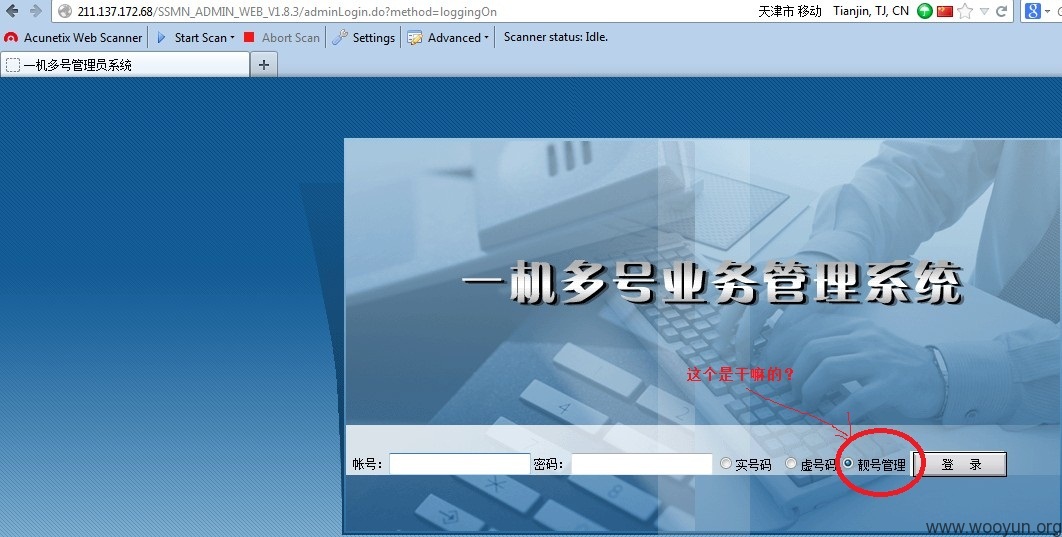 211.137.172.68/SSMN_ADMIN_WEB_V1.8.3/adminLogin.do?method=loggingOn 天津市 移动 Tianjin, TJ, CN
Acunetix Web Scanner Start Scan Abort Scan Settings Advanced Scanner status: Idle.
一机多号管理员系统
一机多号业务管理系统
这个是干嘛的？
帐号： 密码： 实号码 虚号码 靓号管理 登 录
www.wooyun.org